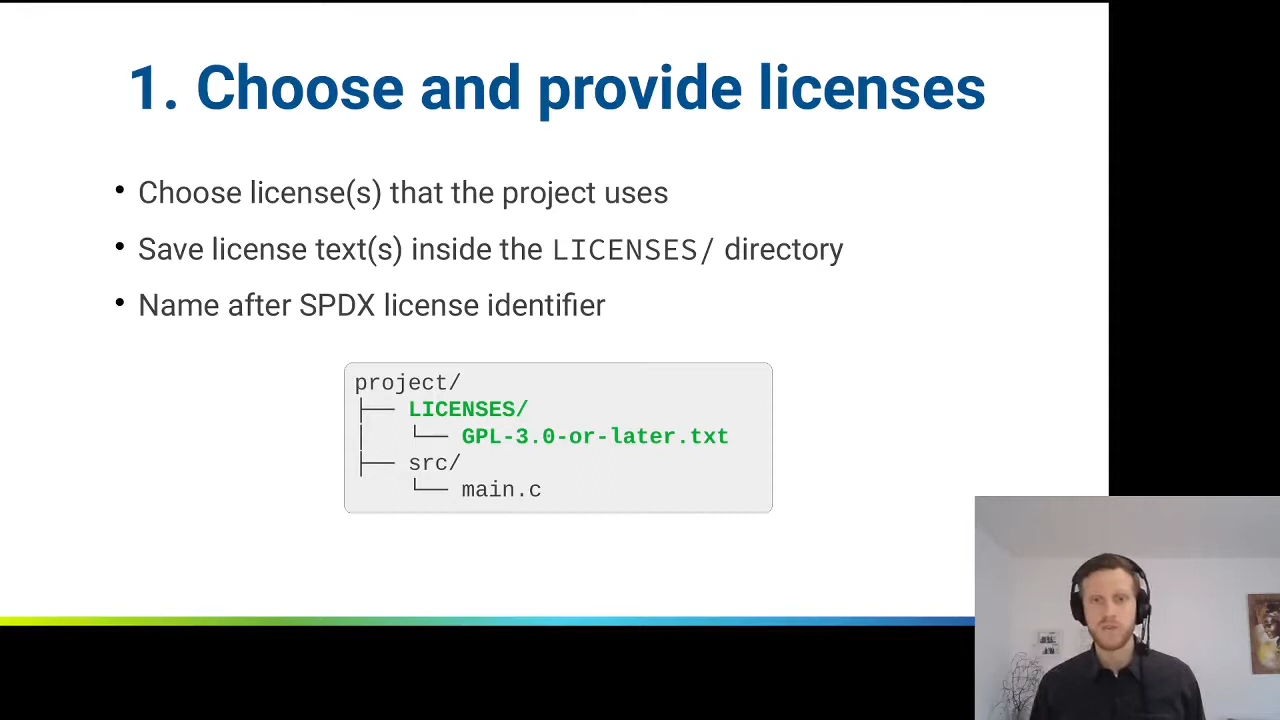 1. Choose and provide licenses
• Choose license(s) that the project uses
• Save license text(s) inside the LICENSES/ directory
• Name after SPDX license identifier
project/
├── LICENSES/
│   └── GPL-3.0-or-later.txt
├── src/
    └── main.c